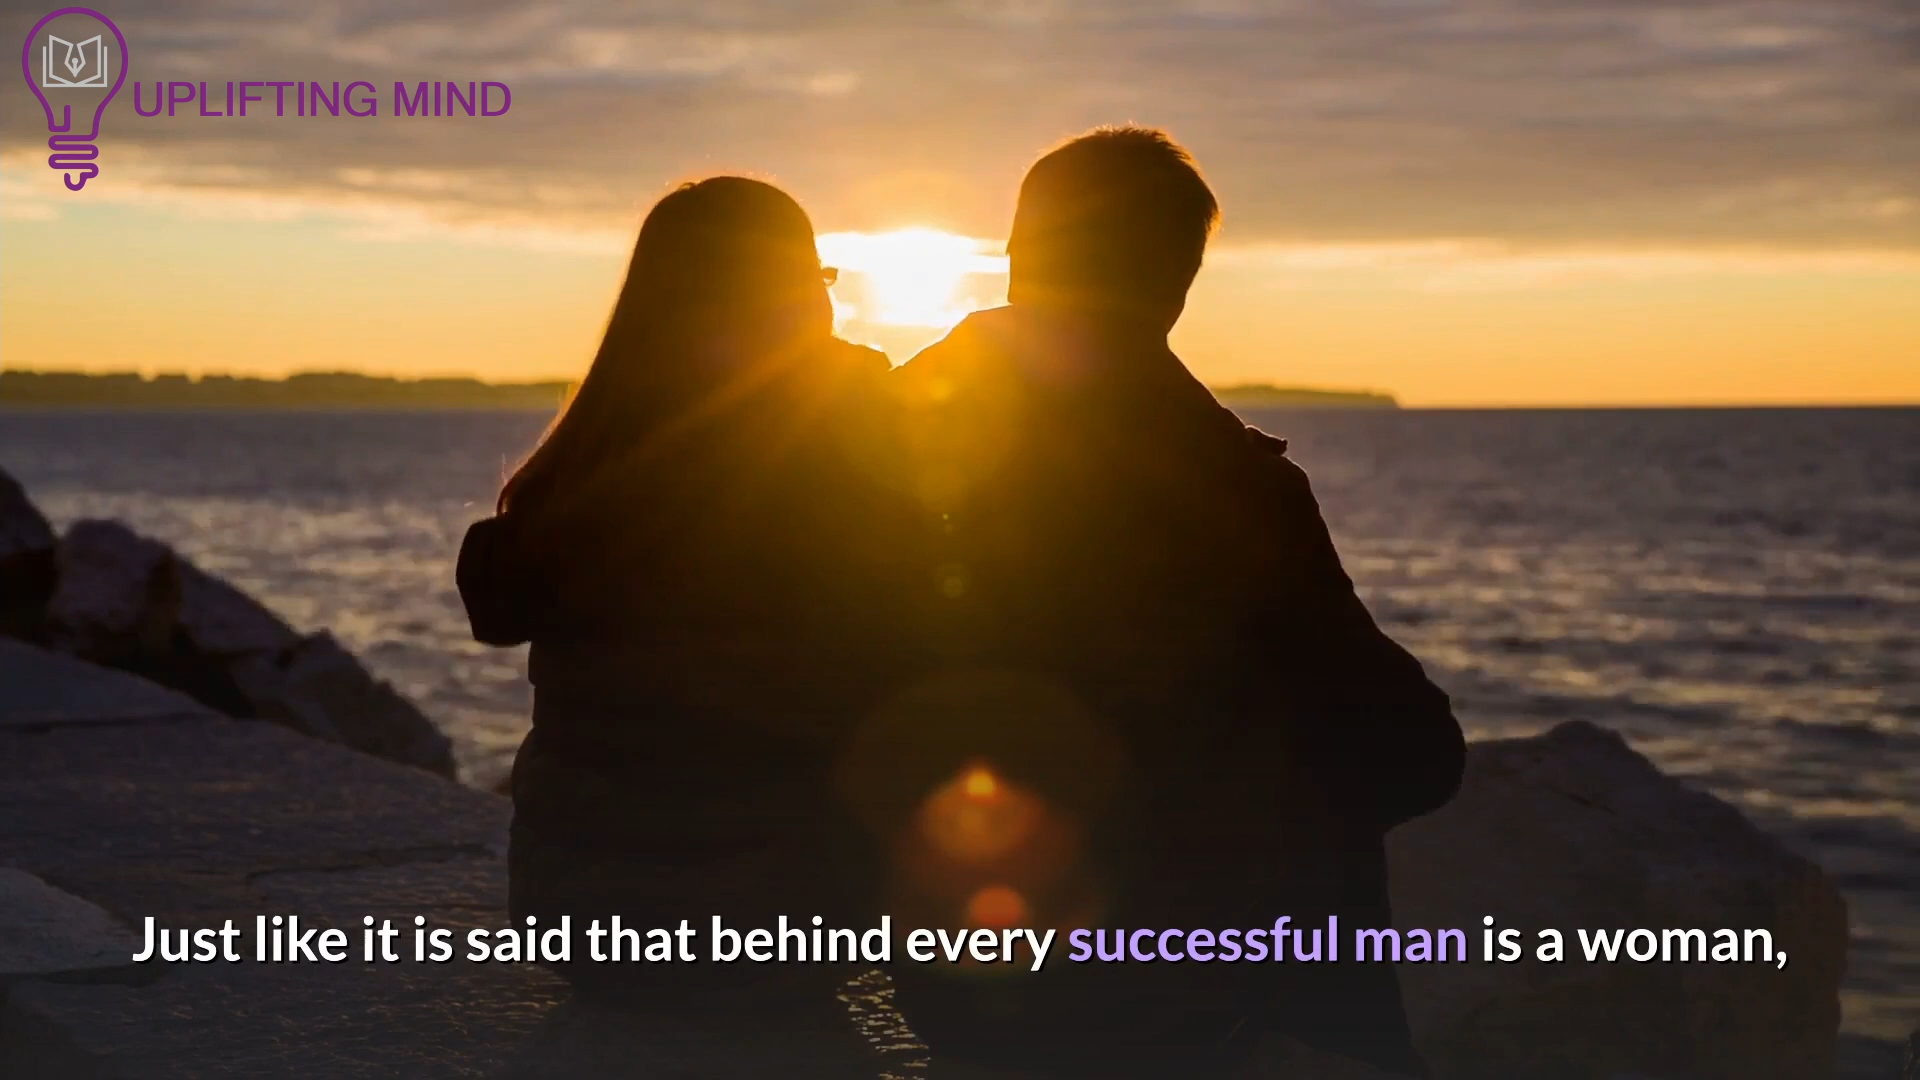 UPLIFTING MIND
Just like it is said that behind every successful man is a woman,